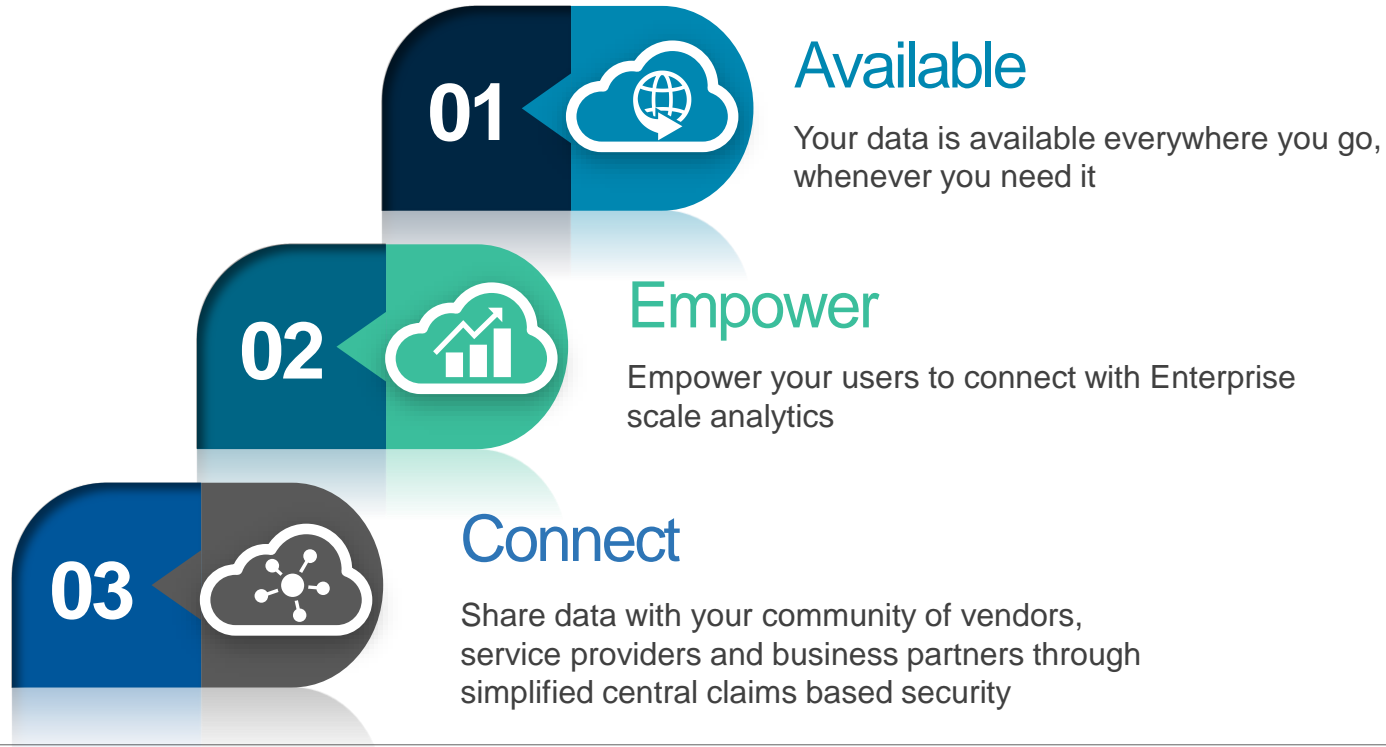 01
Available
Your data is available everywhere you go,
whenever you need it
02
Empower
Empower your users to connect with Enterprise
scale analytics
03
Connect
Share data with your community of vendors,
service providers and business partners through
simplified central claims based security